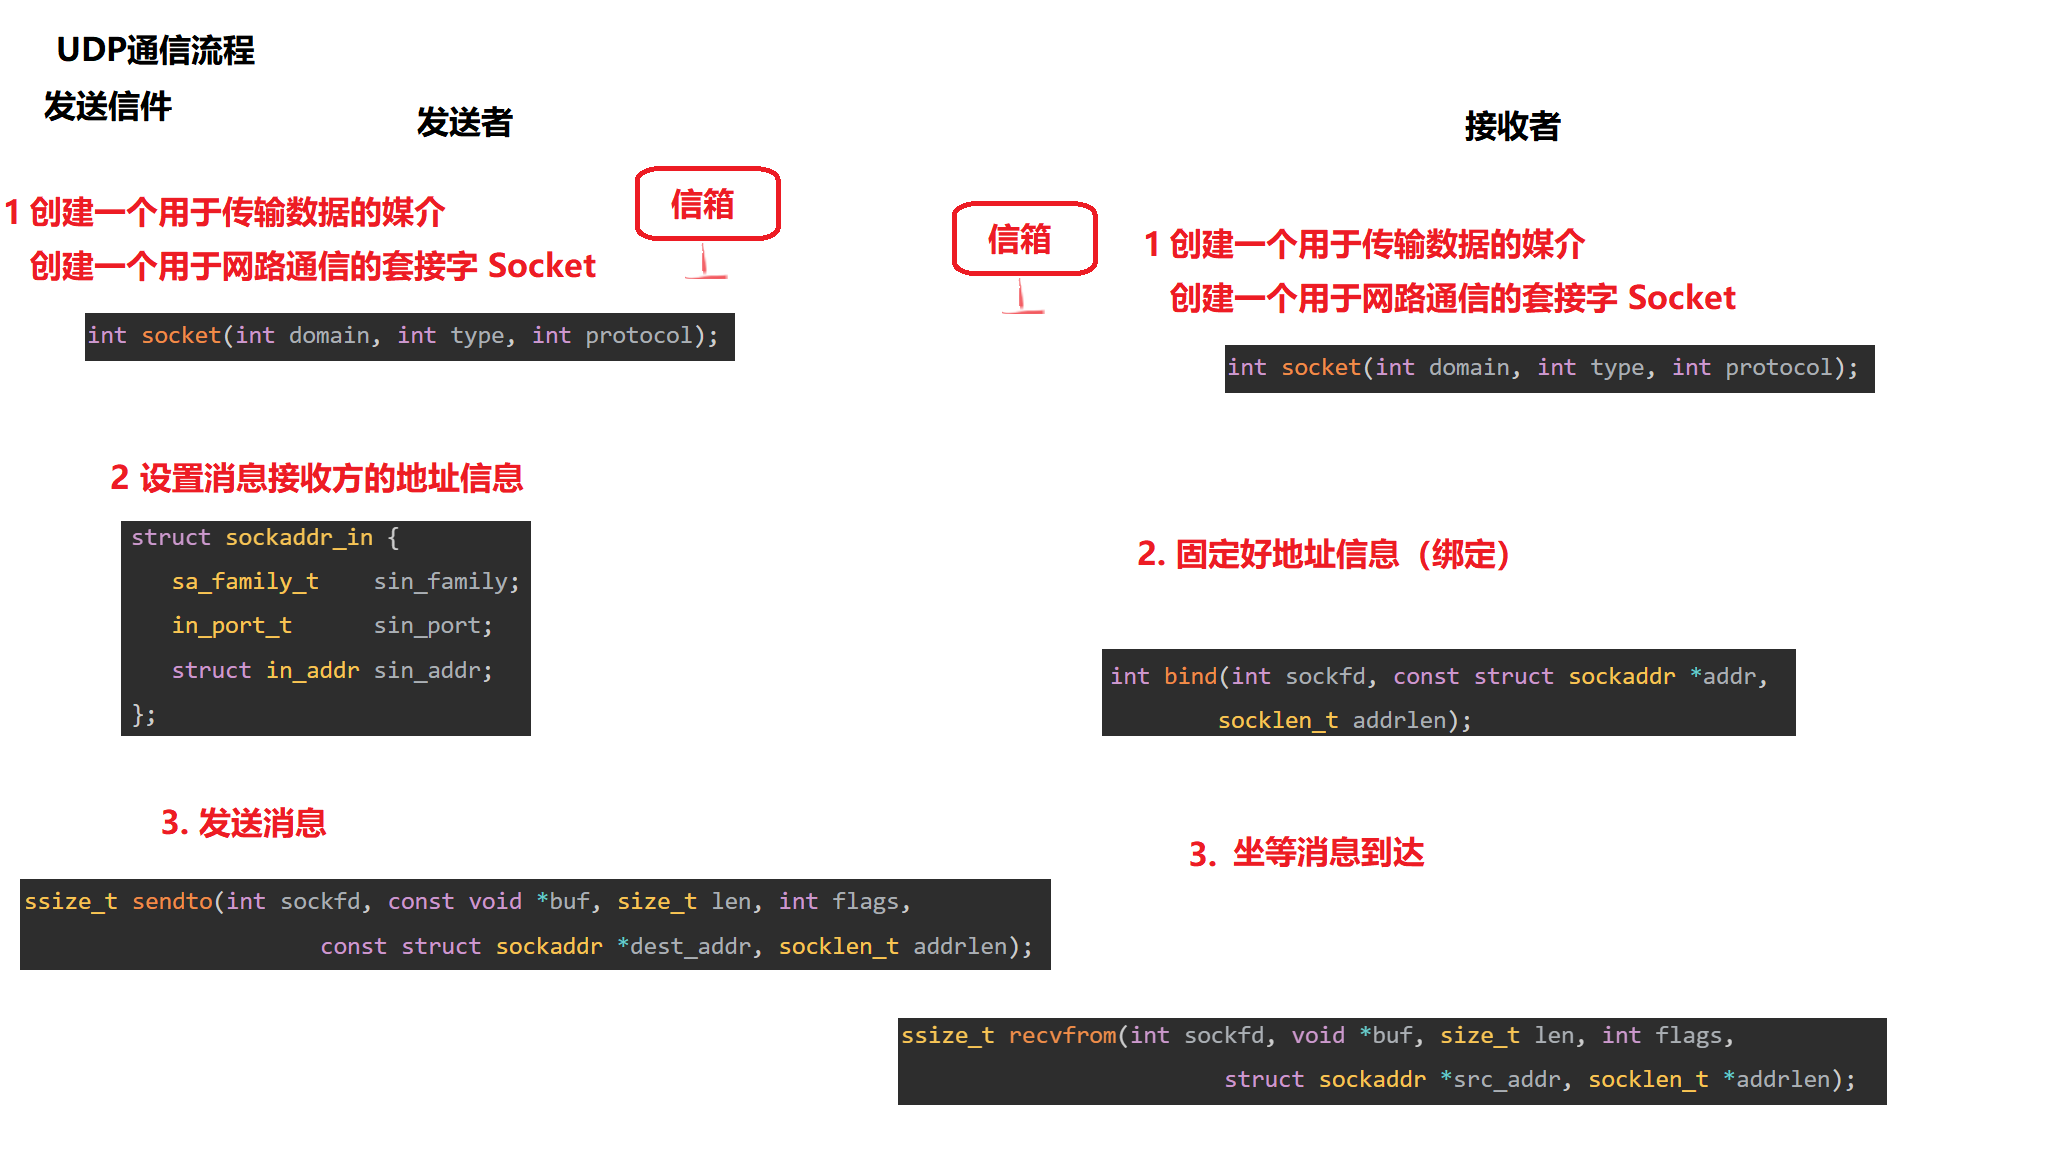 UDP通信流程
发送信件
发送者
信箱
1 创建一个用于传输数据的媒介
创建一个用于网路通信的套接字 Socket
int socket(int domain, int type, int protocol);
2 设置消息接收方的地址信息
struct sockaddr_in {
sa_family_t sin_family;
in_port_t sin_port;
struct in_addr sin_addr;
};
3. 发送消息
ssize_t sendto(int sockfd, const void *buf, size_t len, int flags,
const struct sockaddr *dest_addr, socklen_t addrlen);
接收者
信箱
1 创建一个用于传输数据的媒介
创建一个用于网路通信的套接字 Socket
int socket(int domain, int type, int protocol);
2. 固定好地址信息（绑定）
int bind(int sockfd, const struct sockaddr *addr,
socklen_t addrlen);
3. 坐等消息到达
ssize_t recvfrom(int sockfd, void *buf, size_t len, int flags,
struct sockaddr *src_addr, socklen_t *addrlen);